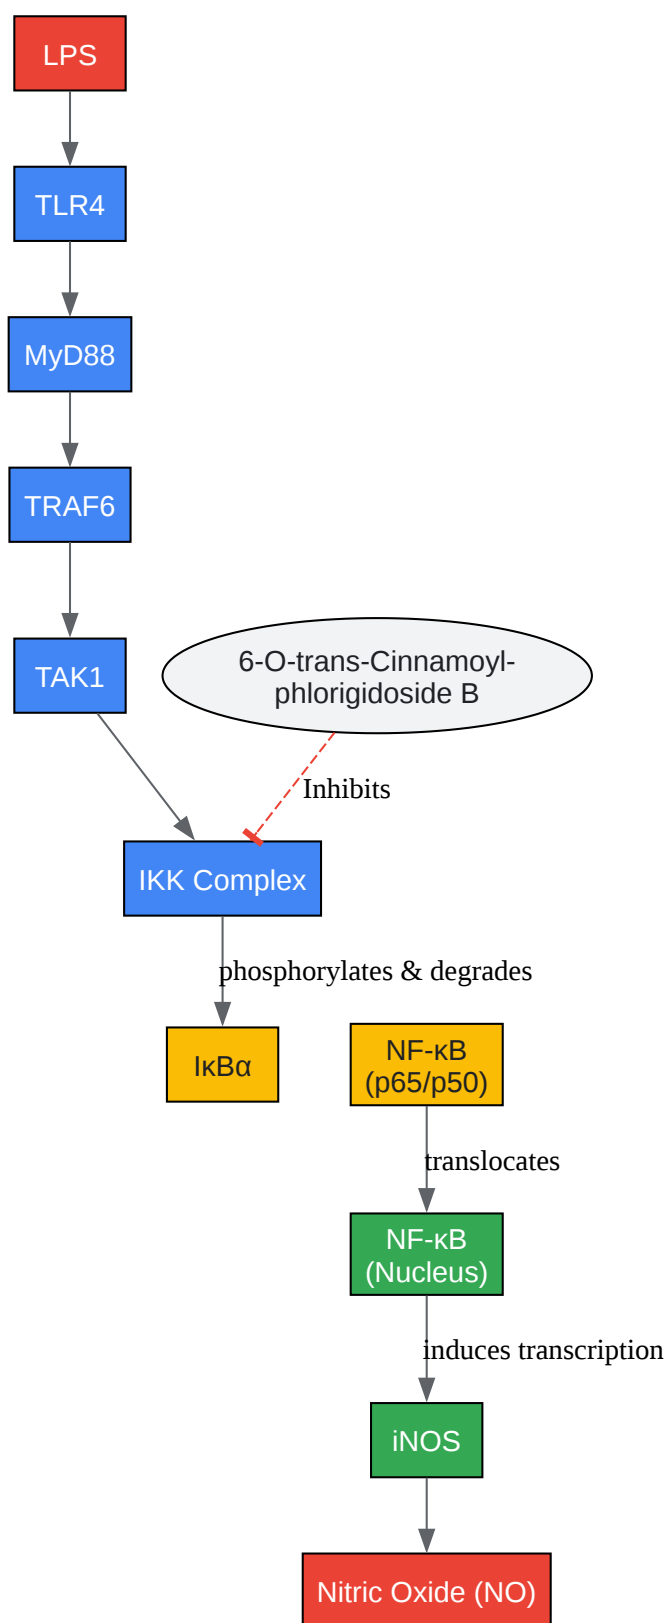 LPS
TLR4
MyD88
TRAF6
TAK1
6-O-trans-Cinnamoyl-
phlorigidoside B
Inhibits
IKK Complex
phosphorylates & degrades
IκBα
NF-κB
(p65/p50)
translocates
NF-κB
(Nucleus)
induces transcription
iNOS
Nitric Oxide (NO)